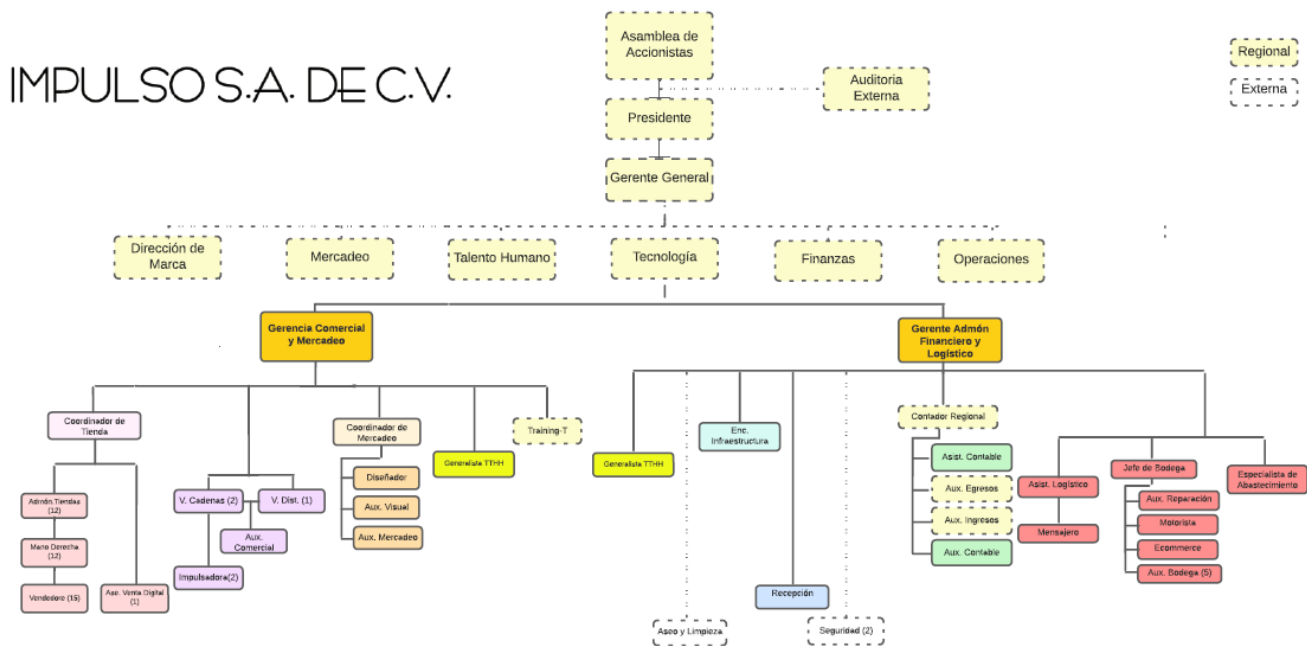 IMPULSO S.A. DE C.V.
Asamblea de
Accionistas
Auditoria
Externa
Regional
Externa
Presidente
Gerente General
Dirección de
Marca
Mercadeo
Talento Humano
Tecnología
Finanzas
Operaciones
Gerencia Comercial
y Mercadeo
Gerente Admón
Financiero y
Logístico
Coordinador de
Tienda
Coordinador de
Mercadeo
Training-T
Generalista TTHH
Generalista TTHH
Enc.
Infraestructura
Contador Regional
Admón.Tiendas
(12)
Mano Derecha
(12)
Vendedore (15)
Ase. Venta Digital
(1)
V. Cadenas (2)
V. Dist. (1)
Aux.
Comercial
Impulsadora(2)
Diseñador
Aux. Visual
Aux. Mercadeo
Asist. Contable
Aux. Egresos
Aux. Ingresos
Aux. Contable
Asist. Logístico
Mensajero
Jefe de Bodega
Aux. Reparación
Motorista
Ecommerce
Aux. Bodega (5)
Especialista de
Abastecimiento
Recepción
Aseo y Limpieza
Seguridad (2)